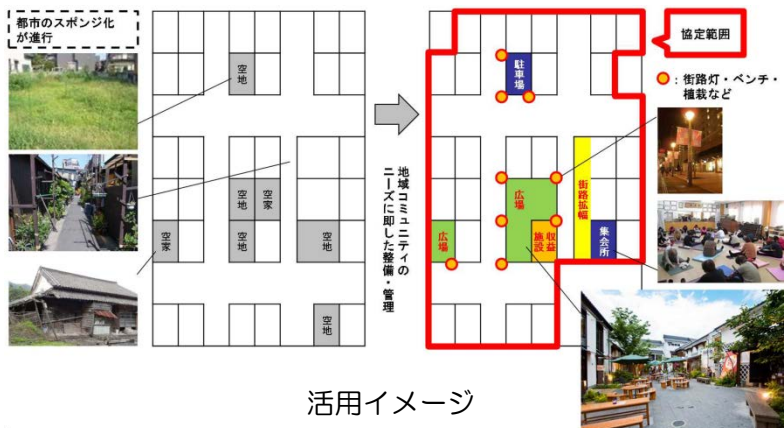 都市のスポンジ化
が進行
空地
空地
空家
空家
空地
空地
空地
地域コミュニティの
ニーズに即した整備・管理
協定範囲
：街路灯・ベンチ・
植栽など
駐車場
広場
街路拡幅
広場
収益
施設
集会所
活用イメージ